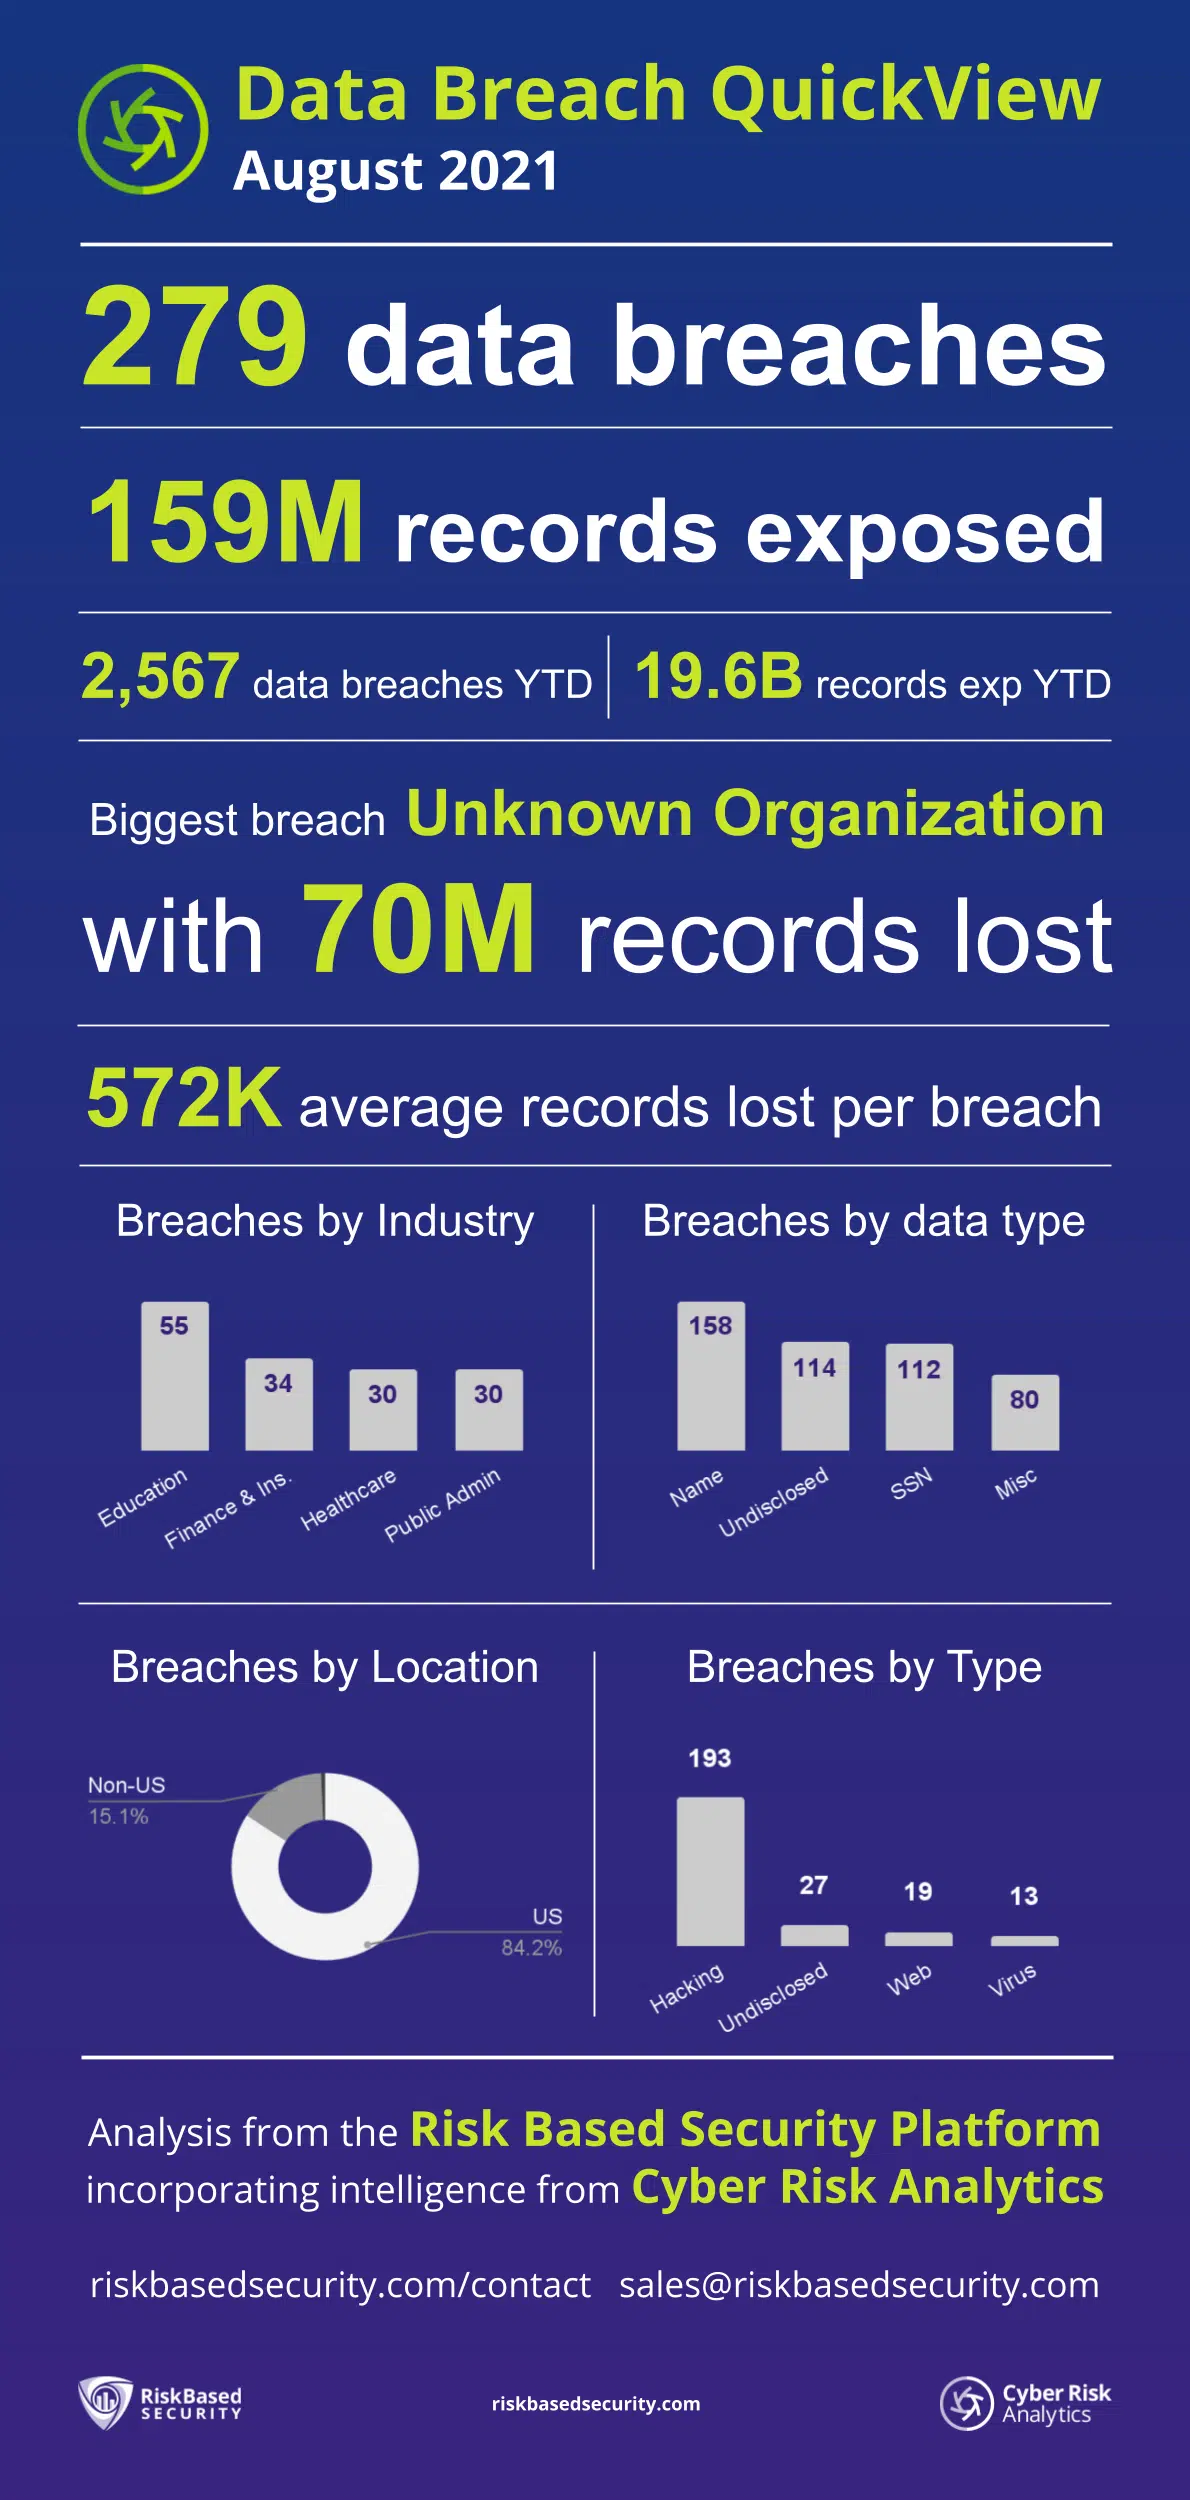 Data Breach QuickView
August 2021
279 data breaches
159M records exposed
2,567 data breaches YTD
19.6B records exp YTD
Biggest breach Unknown Organization
with 70M records lost
572K average records lost per breach
Breaches by Industry
55
34
30
30
Education
Finance & Ins.
Healthcare
Public Admin
Breaches by data type
158
114
112
80
Name
Undisclosed
SSN
Misc
Breaches by Location
Non-US
15.1%
US
84.2%
Breaches by Type
193
27
19
13
Hacking
Undisclosed
Web
Virus
Analysis from the Risk Based Security Platform
incorporating intelligence from Cyber Risk Analytics
riskbasedsecurity.com/contact sales@riskbasedsecurity.com
RiskBased
SECURITY
riskbasedsecurity.com
Cyber Risk
Analytics